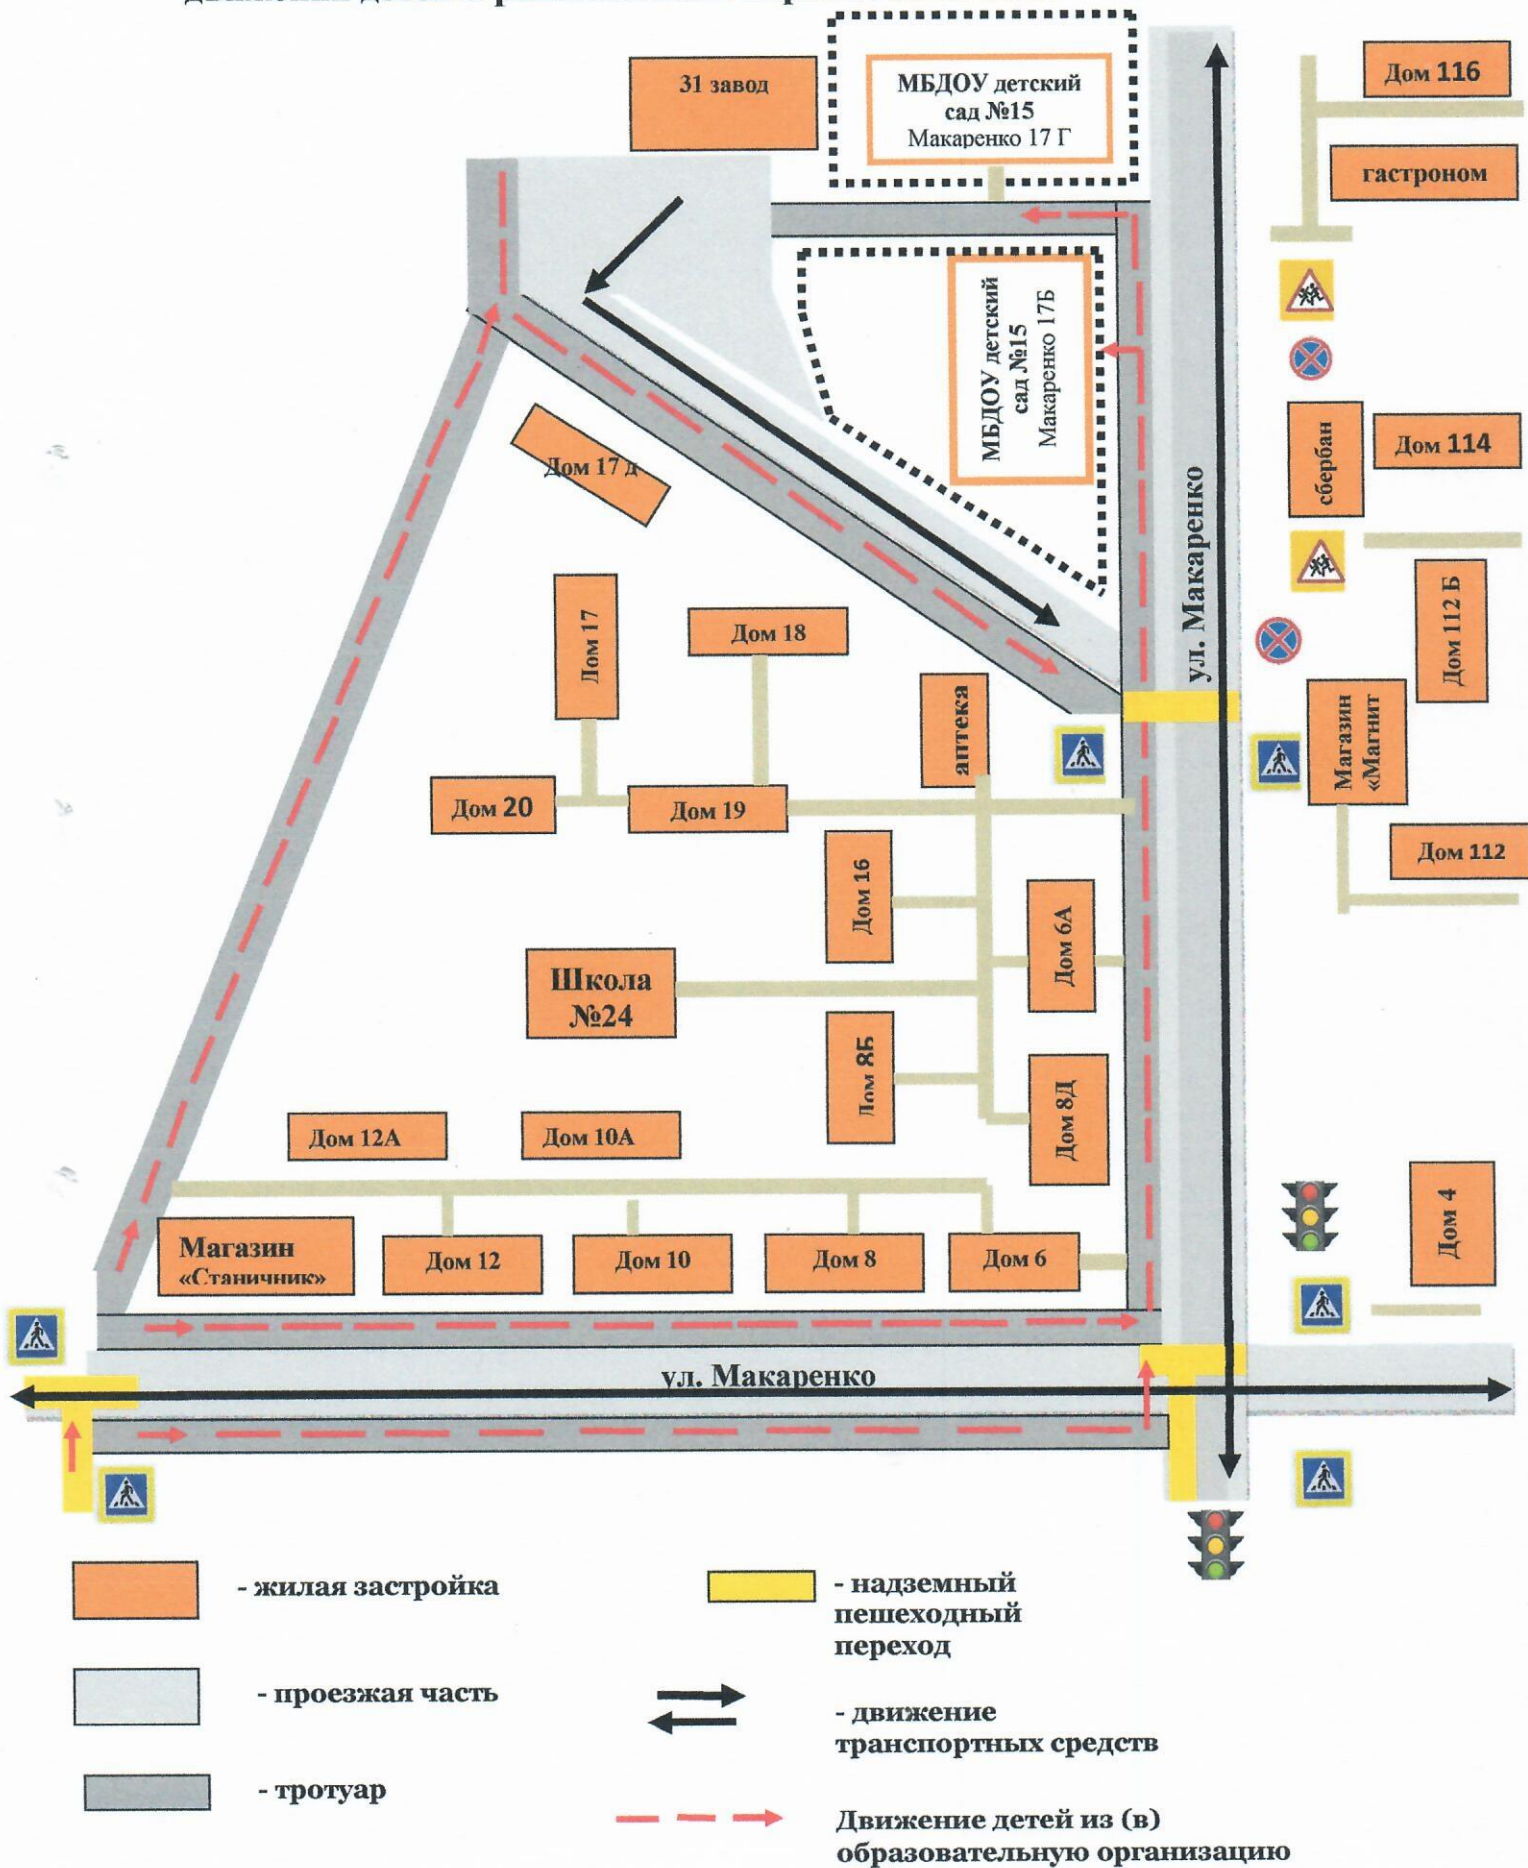 31 завод
МБДОУ детский
сад №15
Макаренко 17 Г
Дом 116
гастроном
МБДОУ детский
сад №15
Макаренко 17Б
сбербан
Дом 114
Дом 17 д
ул. Макаренко
Дом 112 Б
Дом 17
Дом 18
аптека
Магазин
«Магнит
Дом 20
Дом 19
Дом 112
Дом 16
Дом 6А
Школа
№24
Дом 8Б
Дом 8Д
Дом 12А
Дом 10А
Дом 4
Магазин
«Станичник»
Дом 12
Дом 10
Дом 8
Дом 6
ул. Макаренко
- жилая застройка
- надземный
пешеходный
переход
- проезжая часть
- движение
транспортных средств
- тротуар
Движение детей из (в)
образовательную организацию